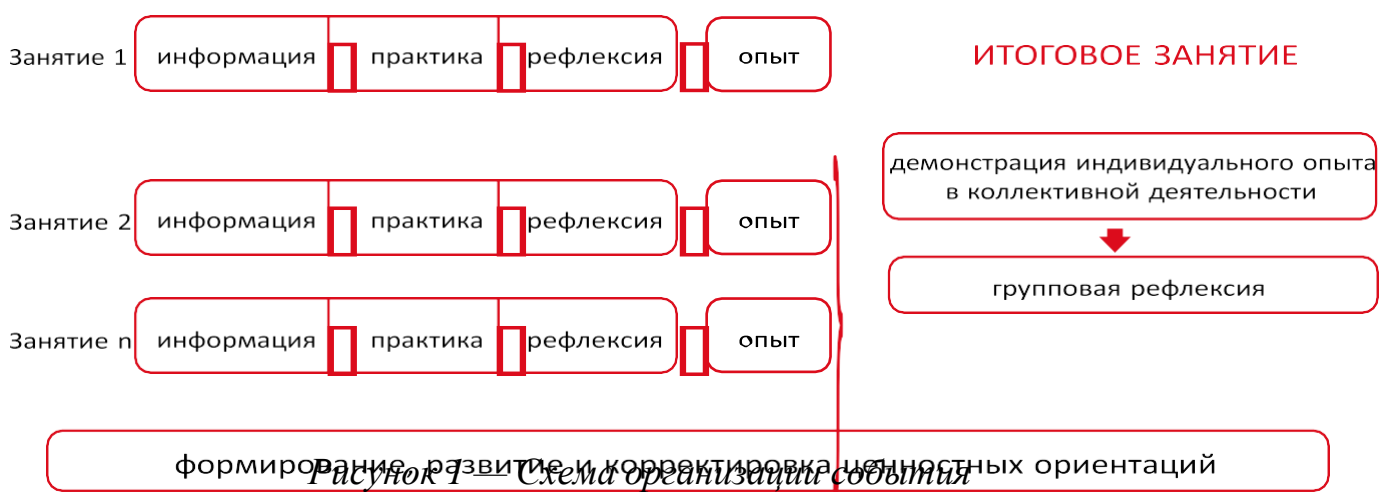 Занятие 1 информация практика рефлексия опыт
ИТОГОВОЕ ЗАНЯТИЕ
демонстрация индивидуального опыта
в коллективной деятельности
Занятие 2 информация практика рефлексия опыт
групповая рефлексия
Занятие n информация практика рефлексия опыт
формирование, развитие и корректировка ценностных ориентаций
Рисунок 1 — Схема организации события